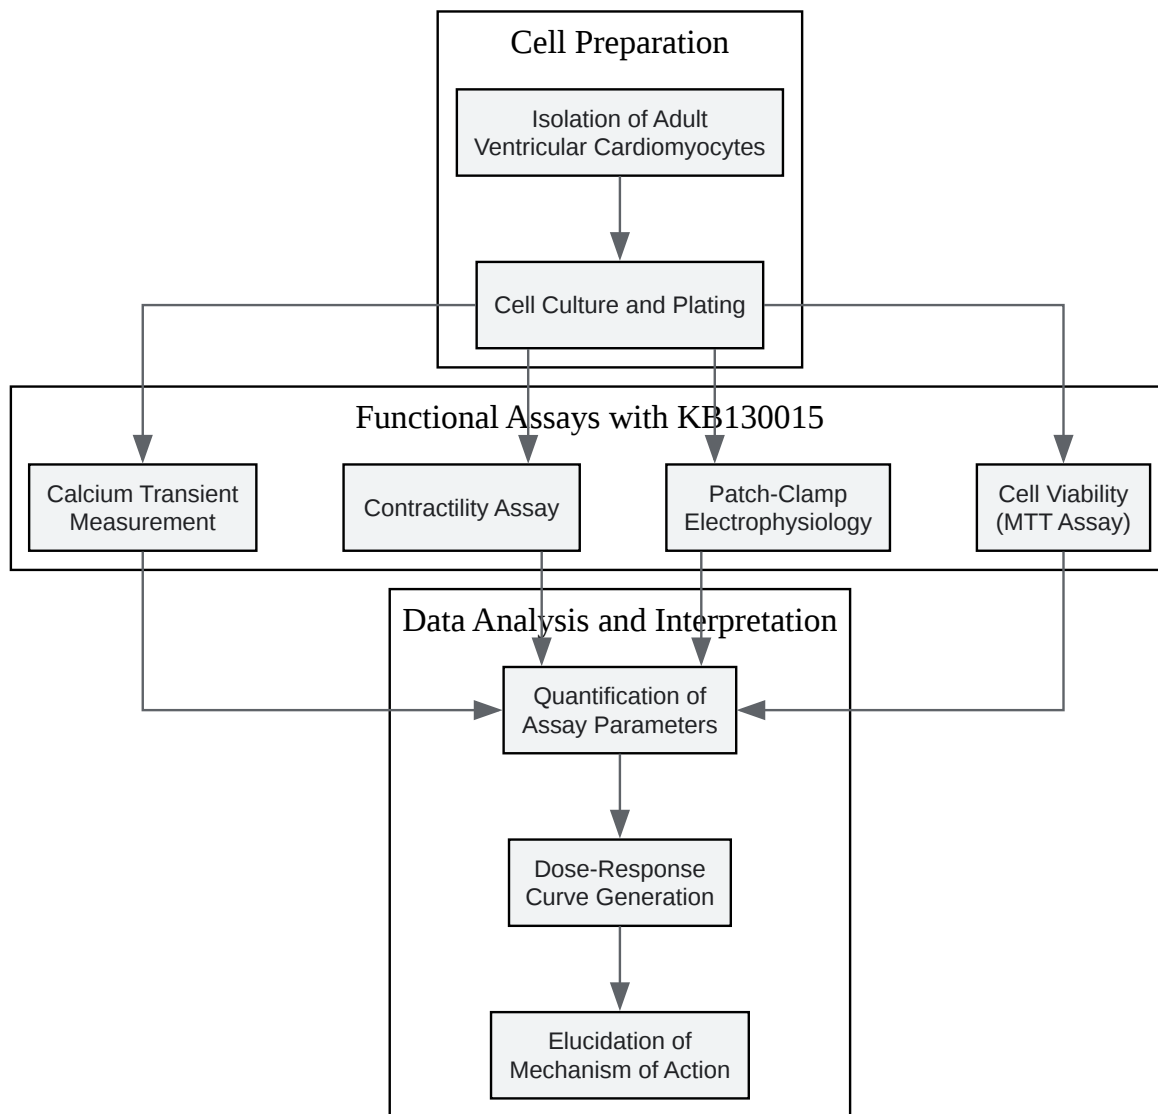 Cell Preparation
Isolation of Adult
Ventricular Cardiomyocytes
Cell Culture and Plating
Functional Assays with KB130015
Calcium Transient
Measurement
Contractility Assay
Patch-Clamp
Electrophysiology
Cell Viability
(MTT Assay)
Data Analysis and Interpretation
Quantification of
Assay Parameters
Dose-Response
Curve Generation
Elucidation of
Mechanism of Action